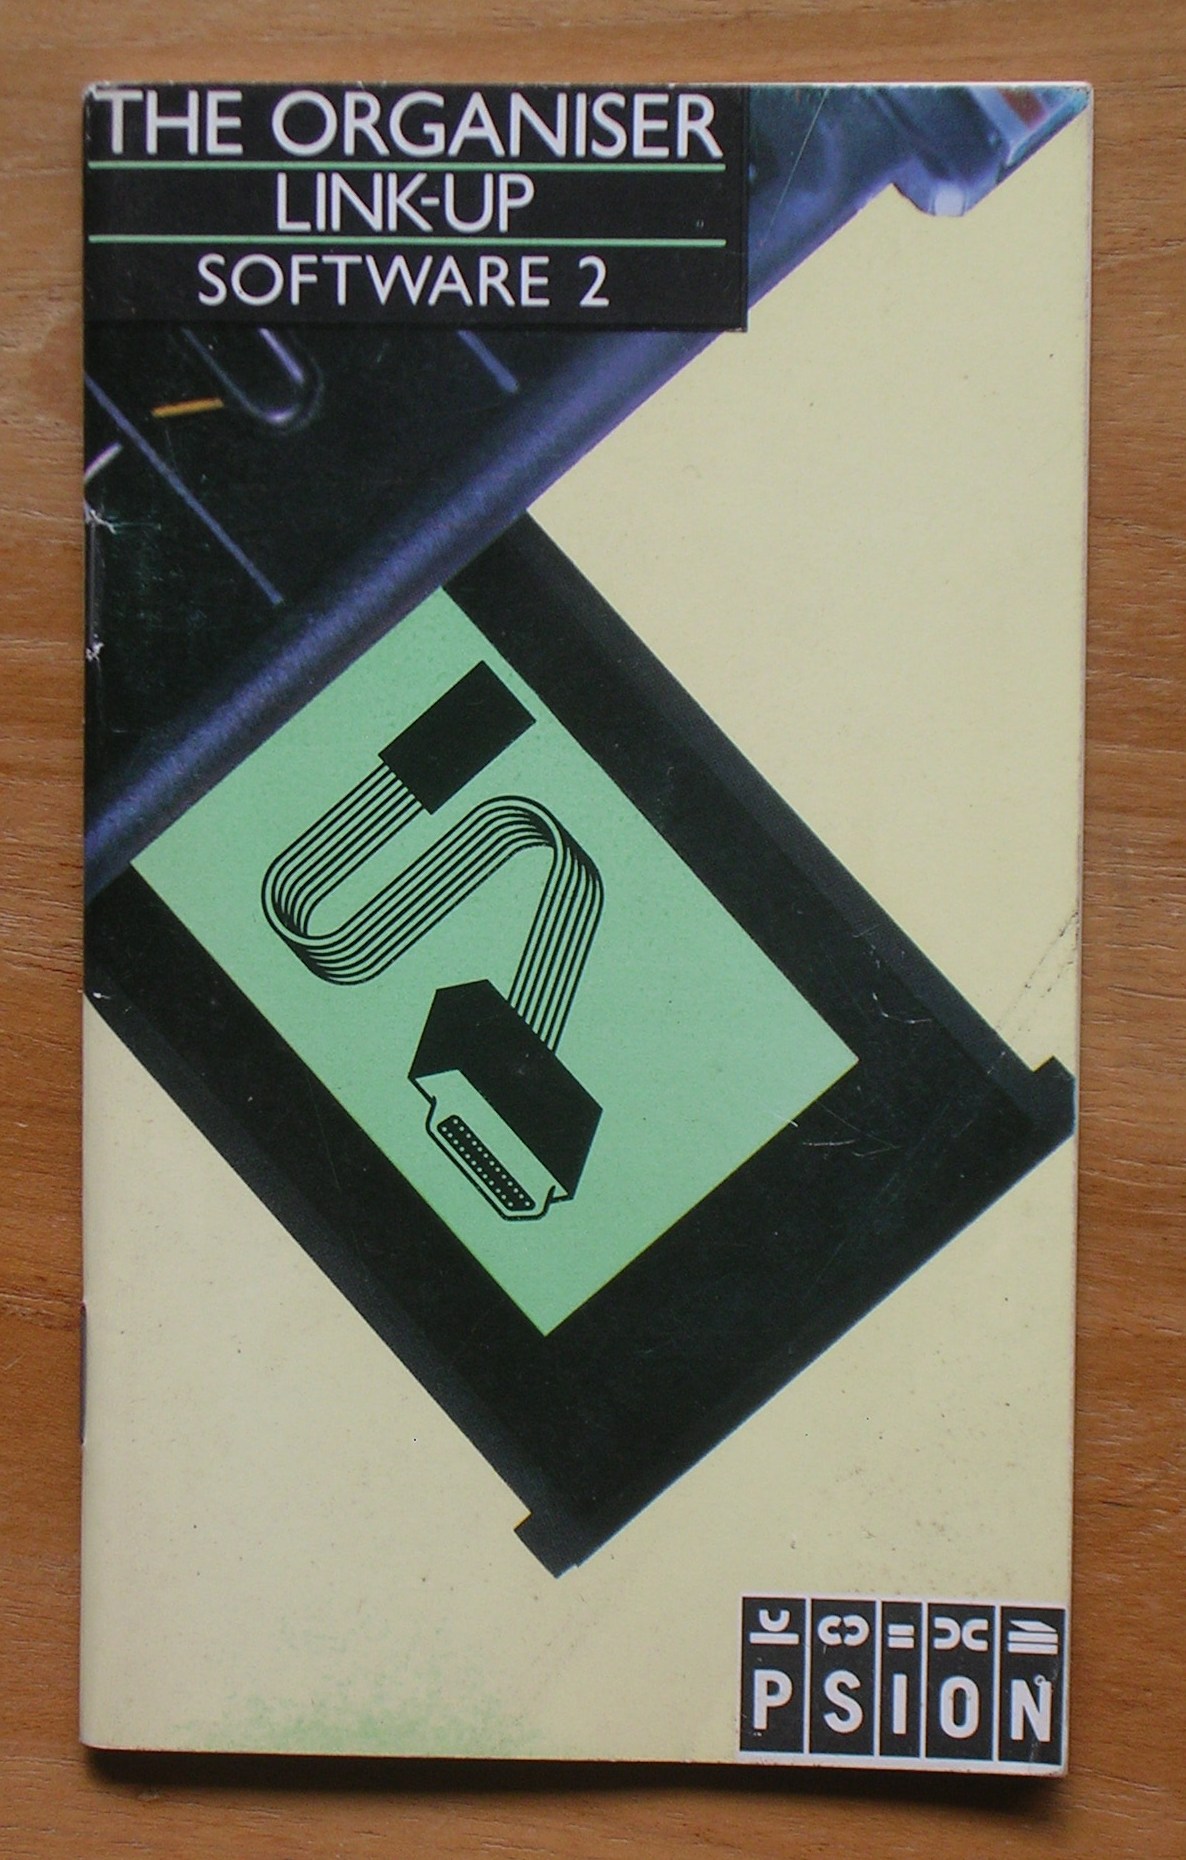 THE ORGANISER
LINK-UP
SOFTWARE 2
PSION